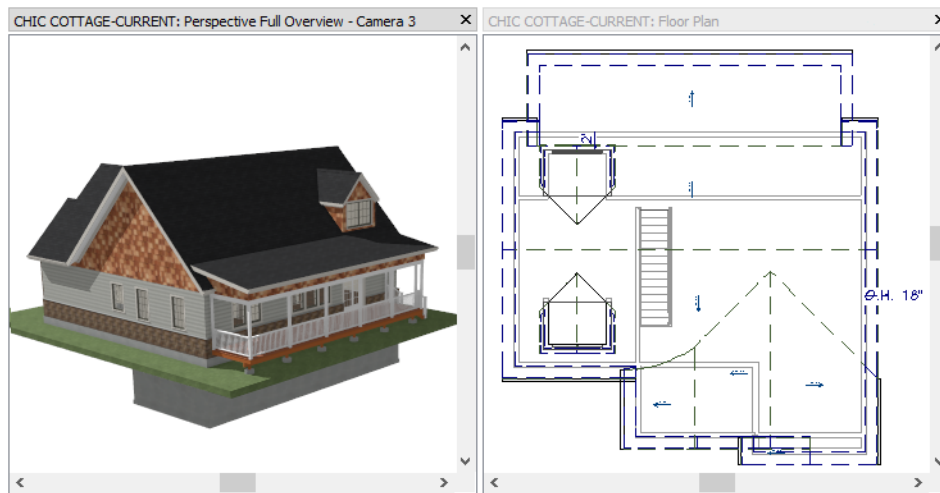 CHIC COTTAGE-CURRENT: Perspective Full Overview - Camera 3
CHIC COTTAGE-CURRENT: Floor Plan
O.H. 18"